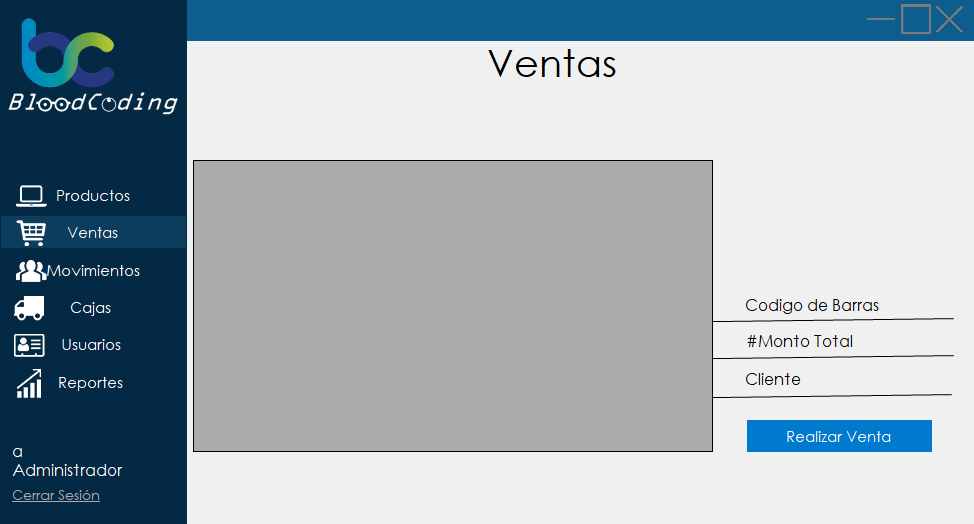 BloodCoding
Ventas
Productos
Ventas
Movimientos
Cajas
Usuarios
Reportes
Codigo de Barras
#Monto Total
Cliente
Realizar Venta
a
Administrador
Cerrar Sesión